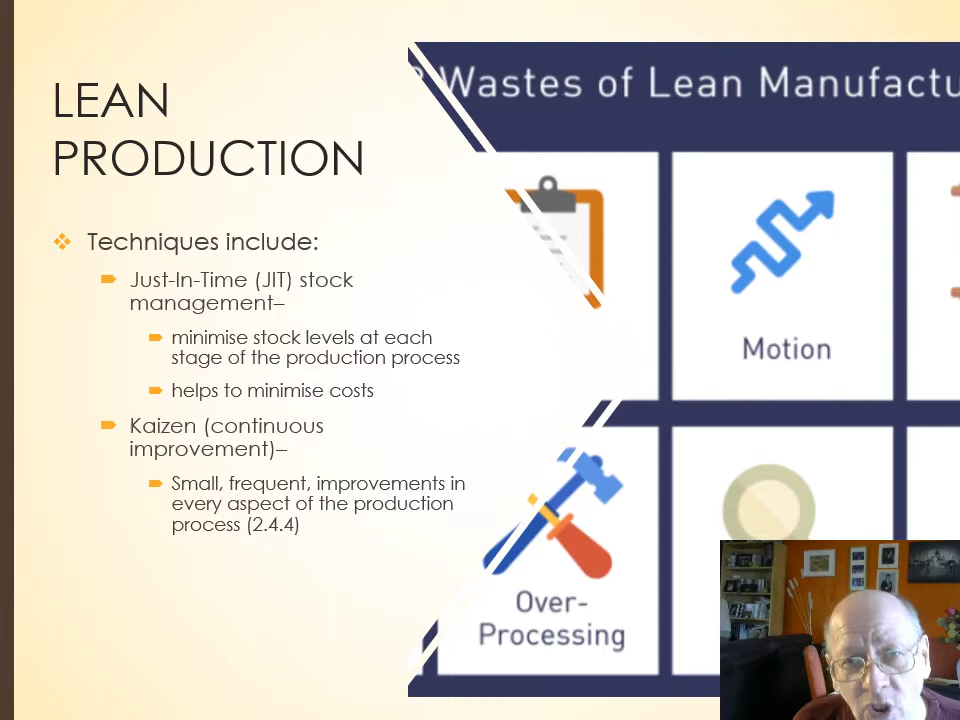 LEAN
PRODUCTION
Techniques include:
Just-In-Time (JIT) stock
management–
minimise stock levels at each
stage of the production process
helps to minimise costs
Kaizen (continuous
improvement)–
Small, frequent, improvements in
every aspect of the production
process (2.4.4)
Wastes of Lean Manufactu
Motion
Over-
Processing